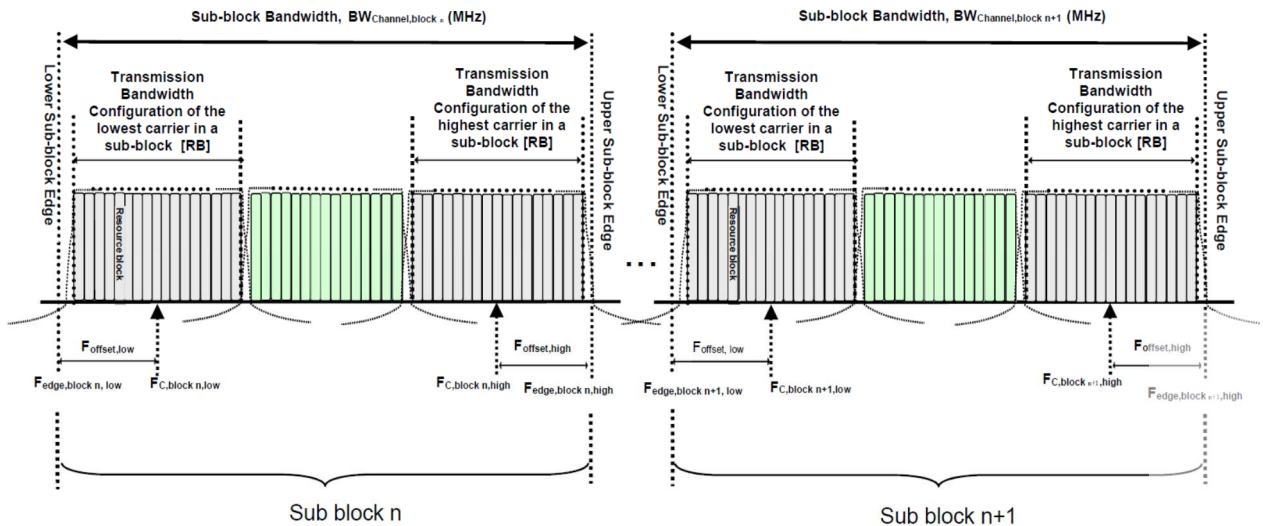 Sub-block Bandwidth, BWChannel,block n (MHz)
Lower Sub-block Edge
Transmission
Bandwidth
Configuration of the
lowest carrier in a
sub-block [RB]
Transmission
Bandwidth
Configuration of the
highest carrier in a
sub-block [RB]
Upper Sub-block Edge
Resource block
Foffset,low
Foffset,high
Fedge,block n, low
FC,block n,low
FC,block n,high
Fedge,block n,high
Sub block n
...
Sub-block Bandwidth, BWChannel,block n+1 (MHz)
Lower Sub-block Edge
Transmission
Bandwidth
Configuration of the
lowest carrier in a
sub-block [RB]
Transmission
Bandwidth
Configuration of the
highest carrier in a
sub-block [RB]
Upper Sub-block Edge
Resource block
Foffset, low
Foffset,high
Fedge,block n+1, low
FC,block n+1,low
FC,block n+1,high
Fedge,block n+1,high
Sub block n+1